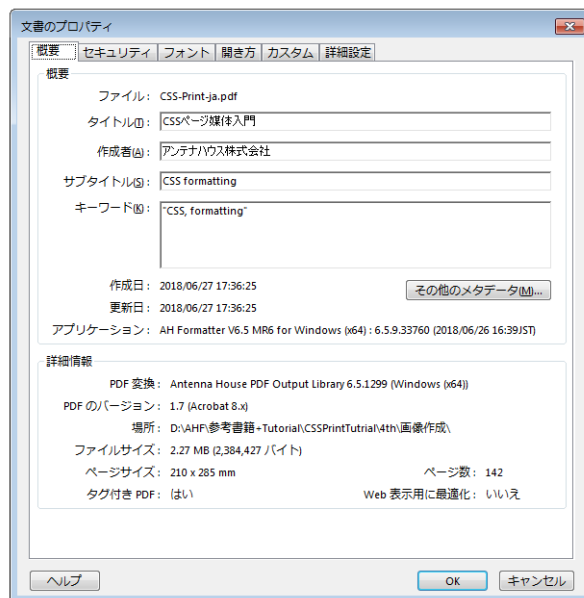 文書のプロパティ
概要 セキュリティ フォント 開き方 カスタム 詳細設定
概要
ファイル： CSS-Print-ja.pdf
タイトル(T)： CSSページ媒体入門
作成者(A)： アンテナハウス株式会社
サブタイトル(S)： CSS formatting
キーワード(K)： "CSS, formatting"
作成日： 2018/06/27 17:36:25 その他のメタデータ(M)...
更新日： 2018/06/27 17:36:25
アプリケーション： AH Formatter V6.5 MR6 for Windows (x64) : 6.5.9.33760 (2018/06/26 16:39JST)
詳細情報
PDF 変換： Antenna House PDF Output Library 6.5.1299 (Windows (x64))
PDF のバージョン： 1.7 (Acrobat 8.x)
場所： D:\AHF\参考書籍+Tutorial\CSSPrintTutrial\4th\画像作成\
ファイルサイズ： 2.27 MB (2,384,427 バイト)
ページサイズ： 210 x 285 mm ページ数： 142
タグ付き PDF： はい Web 表示用に最適化： いいえ
ヘルプ OK キャンセル